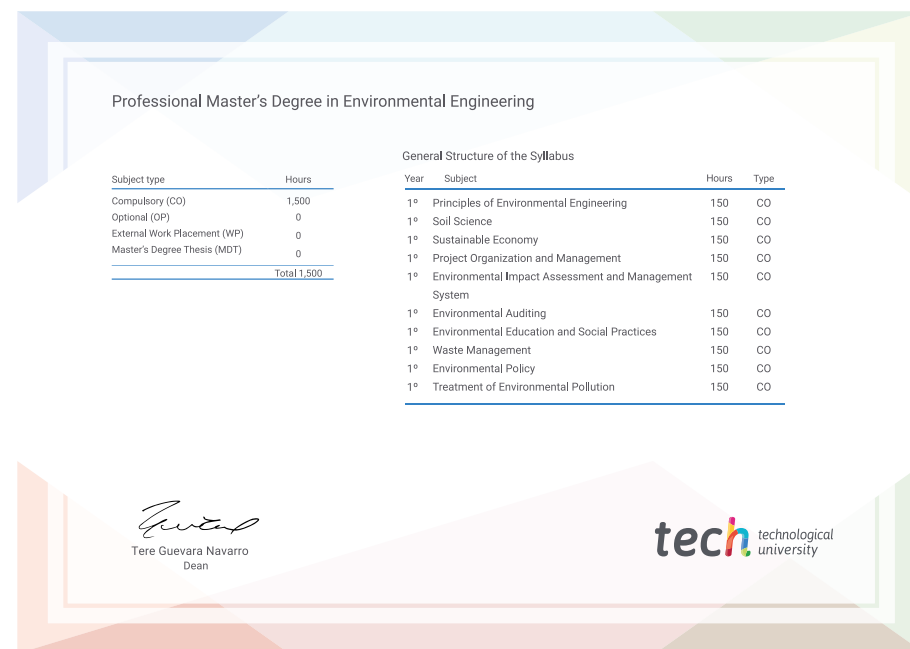 Professional Master’s Degree in Environmental Engineering
Subject type Hours
Compulsory (CO) 1,500
Optional (OP) 0
External Work Placement (WP) 0
Master’s Degree Thesis (MDT) 0
Total 1,500
General Structure of the Syllabus
Year Subject Hours Type
1º Principles of Environmental Engineering 150 CO
1º Soil Science 150 CO
1º Sustainable Economy 150 CO
1º Project Organization and Management 150 CO
1º Environmental Impact Assessment and Management 150 CO
System
1º Environmental Auditing 150 CO
1º Environmental Education and Social Practices 150 CO
1º Waste Management 150 CO
1º Environmental Policy 150 CO
1º Treatment of Environmental Pollution 150 CO
Tere Guevara Navarro
Dean
tech technological
university